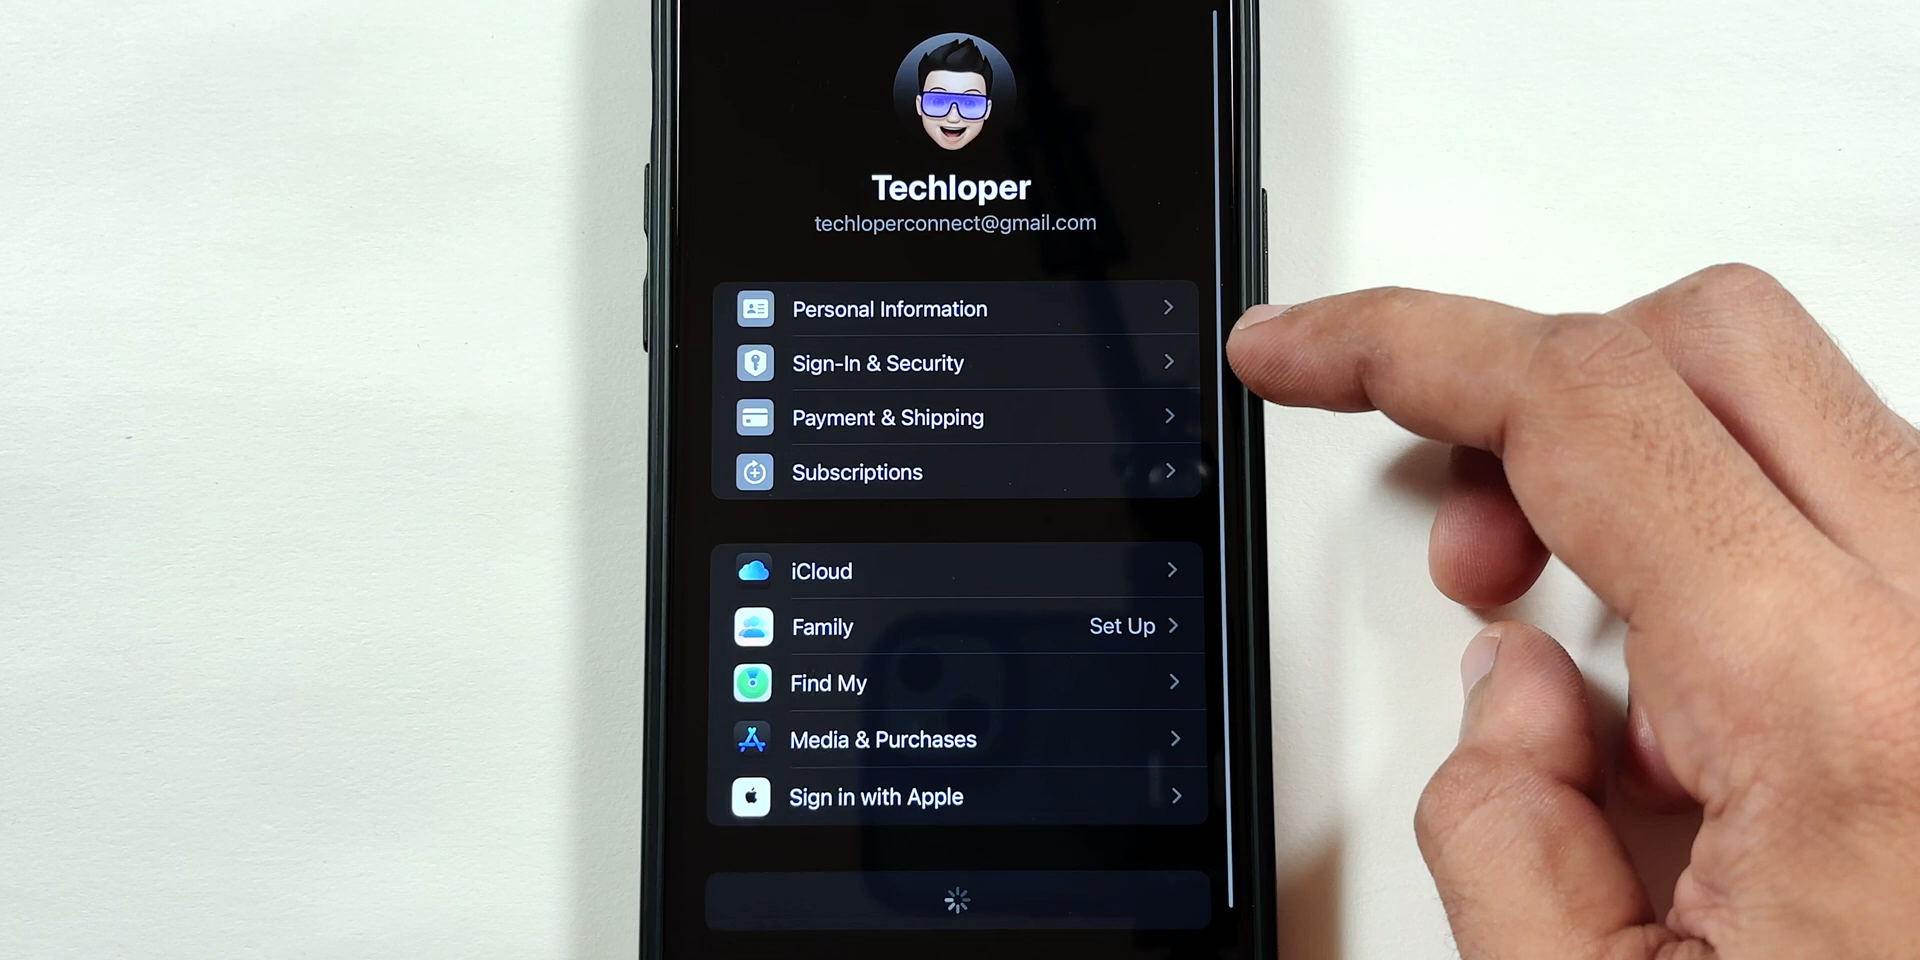 Techloper
techloperconnect@gmail.com
Personal Information
Sign-In & Security
Payment & Shipping
Subscriptions
iCloud
Family Set Up
Find My
Media & Purchases
Sign in with Apple